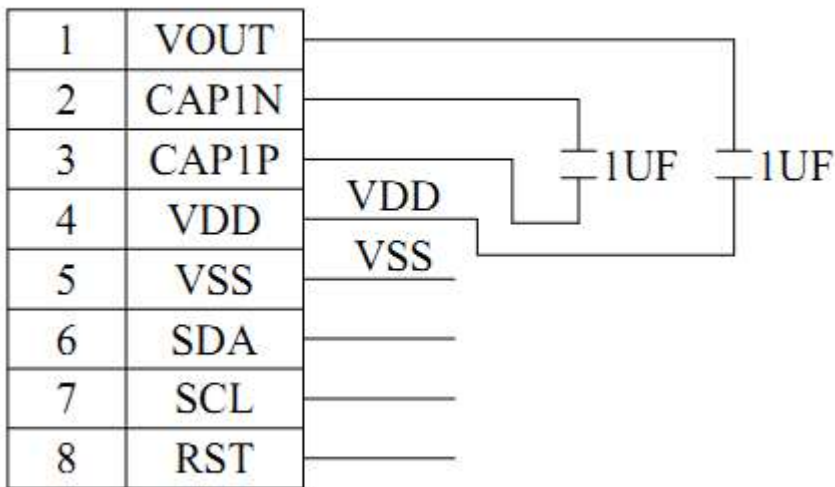 1 VOUT
2 CAP1N
3 CAP1P 1UF 1UF
VDD
4 VDD
VSS
5 VSS
6 SDA
7 SCL
8 RST